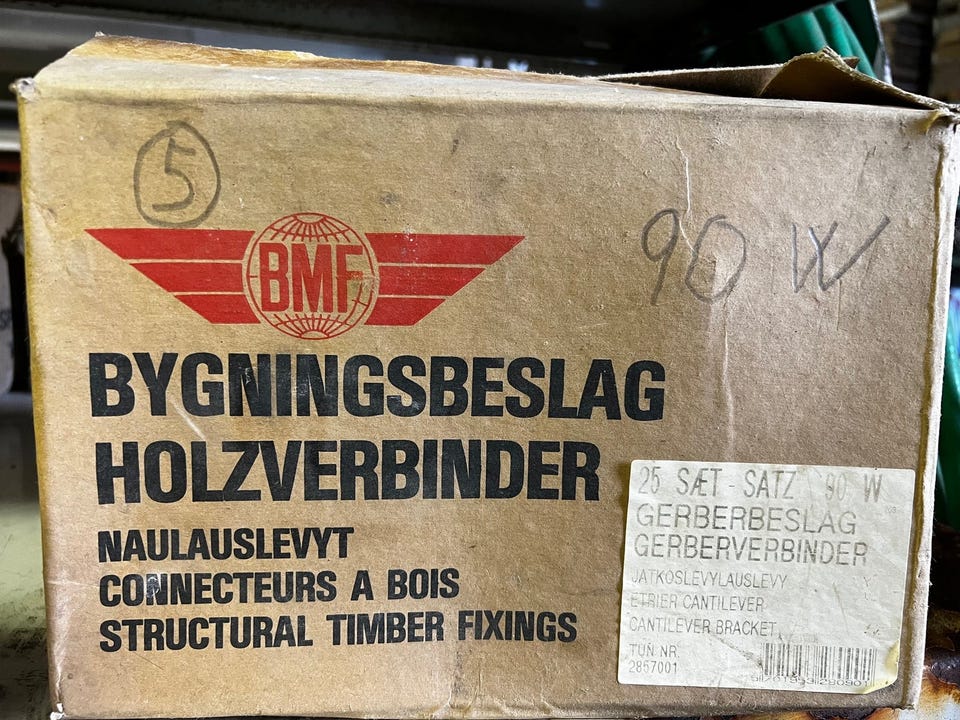 5
90 W
BMF
BYGNINGSBESLAG
HOLZVERBINDER
NAULAUSLEVYT
CONNECTEURS A BOIS
STRUCTURAL TIMBER FIXINGS
25 SÆT - SATZ 90 W
GERBERBESLAG
GERBERVERBINDER
JATKOSLEVYLAUSLEVY
ETRIER CANTILEVER
CANTILEVER BRACKET
TUN NR.
2857001